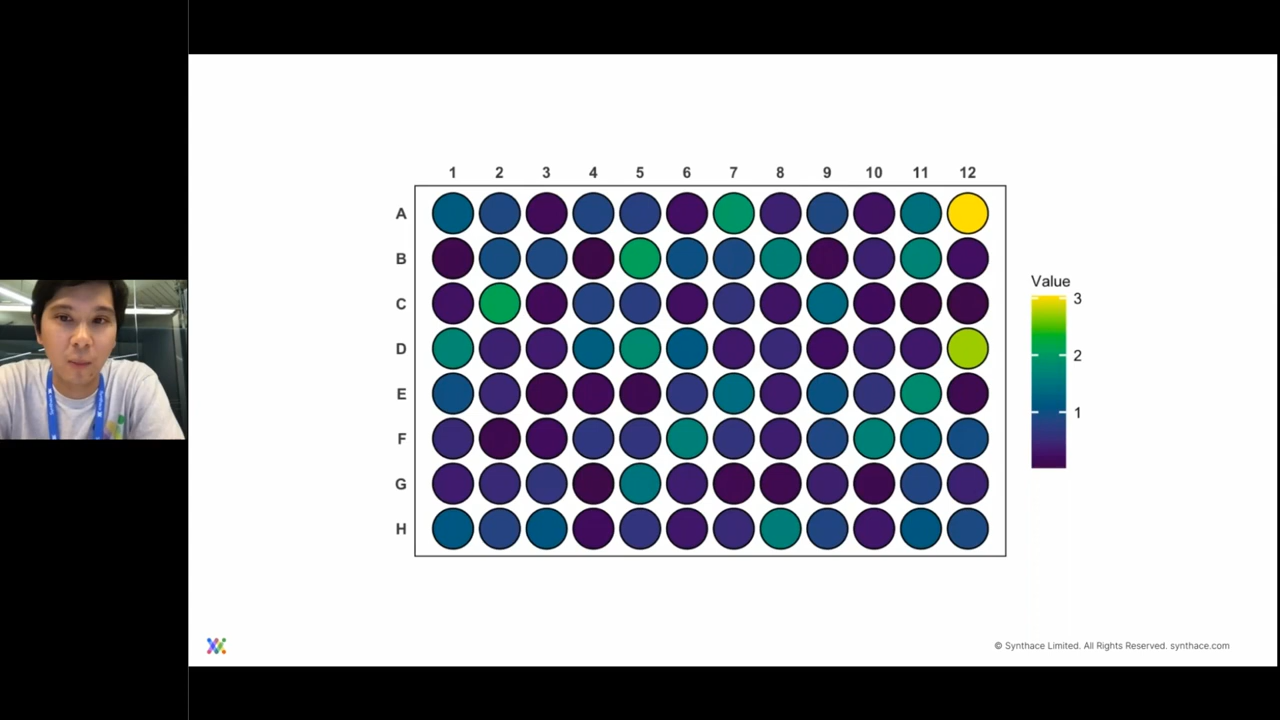 1 2 3 4 5 6 7 8 9 10 11 12
A
B
C
D
E
F
G
H
Value
3
2
1
© Synthace Limited. All Rights Reserved. synthace.com